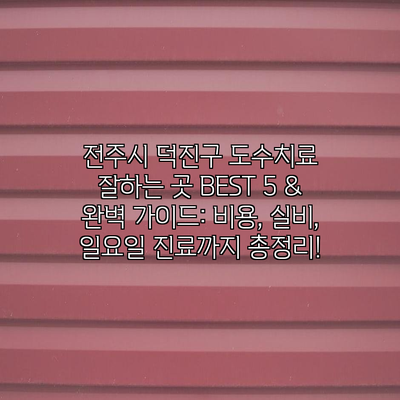 전주시 덕진구 도수치료
잘하는 곳 BEST 5 &
완벽 가이드: 비용, 실비,
일요일 진료까지 총정리!